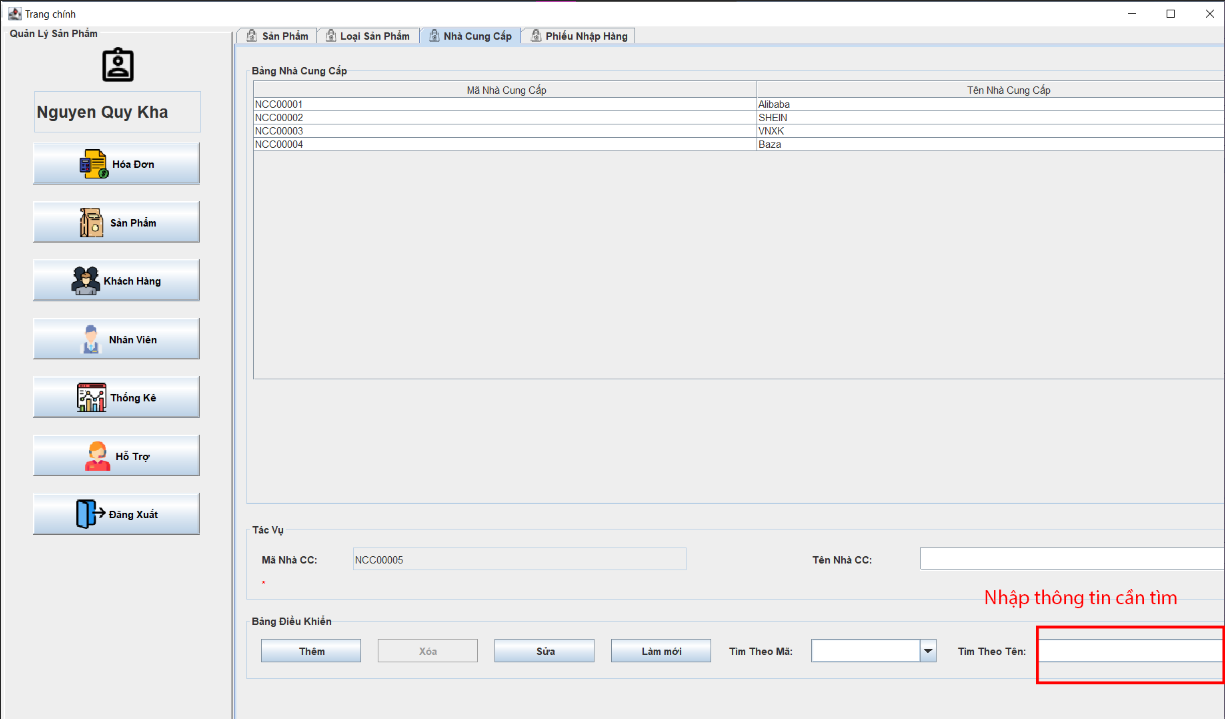 Trang chính
Quản Lý Sản Phẩm
Nguyen Quy Kha
Hóa Đơn
Sản Phẩm
Khách Hàng
Nhân Viên
Thống Kê
Hỗ Trợ
Đăng Xuất
Sản Phẩm Loại Sản Phẩm Nhà Cung Cấp Phiếu Nhập Hàng
Bảng Nhà Cung Cấp
Mã Nhà Cung Cấp Tên Nhà Cung Cấp
NCC00001 Alibaba
NCC00002 SHEIN
NCC00003 VNXK
NCC00004 Baza
Tác Vụ
Mã Nhà CC: NCC00005 Tên Nhà CC:
*
Nhập thông tin cần tìm
Bảng Điều Khiển
Thêm Xóa Sửa Làm mới Tìm Theo Mã: Tìm Theo Tên: